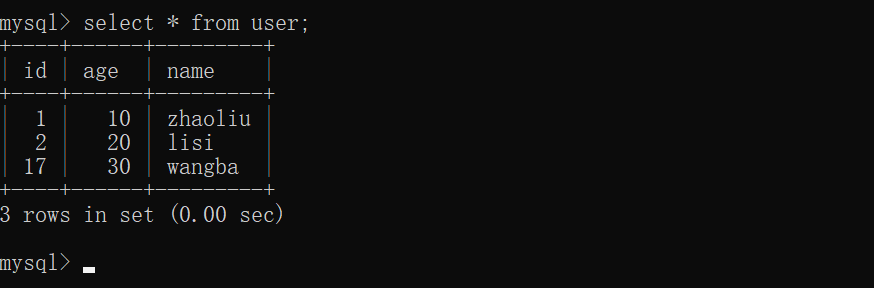 mysql> select * from user;
+----+------+---------+
| id | age  | name    |
+----+------+---------+
|  1 |   10 | zhaoliu |
|  2 |   20 | lisi    |
| 17 |   30 | wangba  |
+----+------+---------+
3 rows in set (0.00 sec)
mysql>